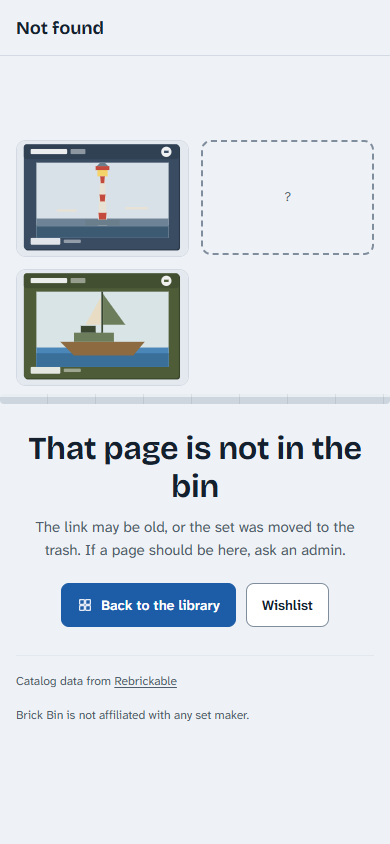 Not found
?
That page is not in the
bin
The link may be old, or the set was moved to the
trash. If a page should be here, ask an admin.
Back to the library
Wishlist
Catalog data from Rebrickable
Brick Bin is not affiliated with any set maker.